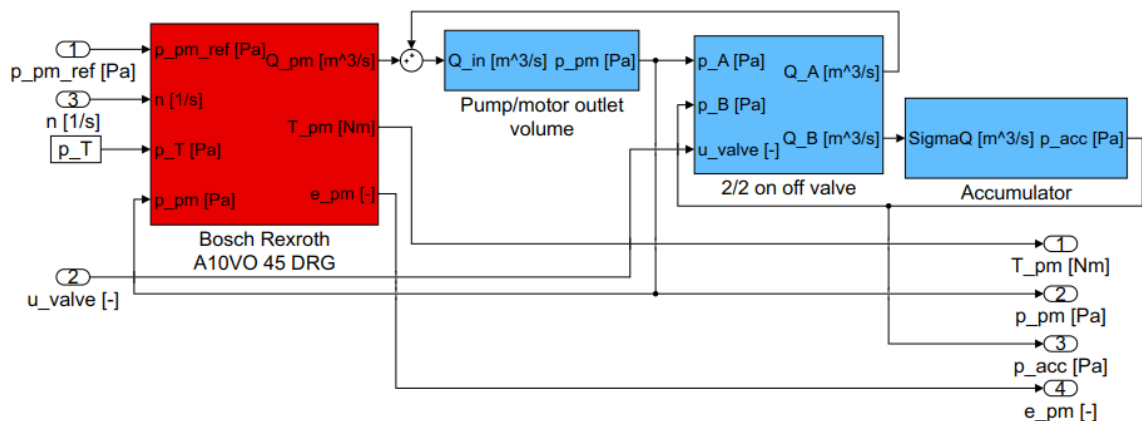 1
p_pm_ref [Pa]
3
n [1/s]
p_T
2
u_valve [-]
p_pm_ref [Pa]
Q_pm [m^3/s]
n [1/s]
T_pm [Nm]
p_T [Pa]
e_pm [-]
p_pm [Pa]
Bosch Rexroth
A10VO 45 DRG
++
Q_in [m^3/s] p_pm [Pa]
Pump/motor outlet
volume
p_A [Pa]
Q_A [m^3/s]
p_B [Pa]
Q_B [m^3/s]
u_valve [-]
2/2 on off valve
SigmaQ [m^3/s] p_acc [Pa]
Accumulator
1
T_pm [Nm]
2
p_pm [Pa]
3
p_acc [Pa]
4
e_pm [-]